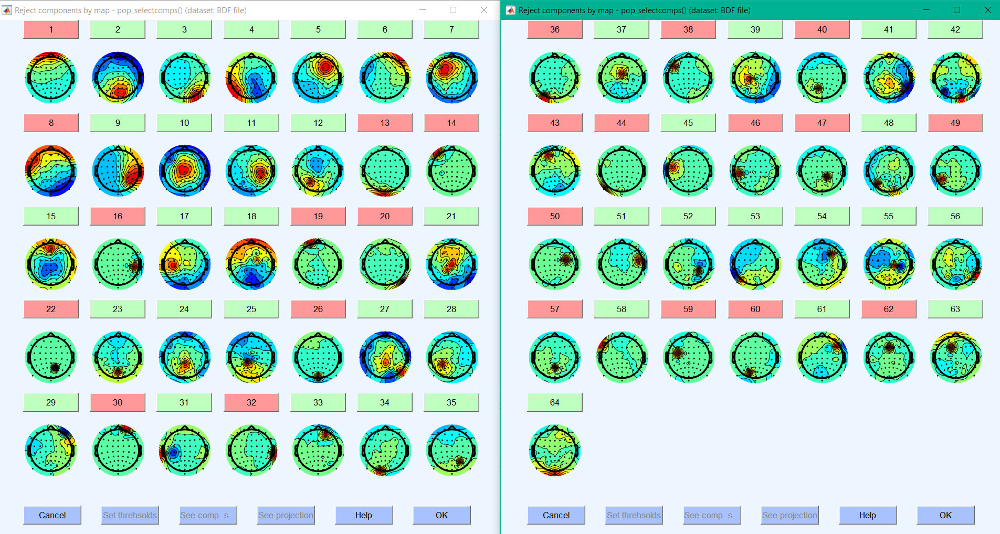 Reject components by map - pop_selectcomps() (dataset: BDF file)
1 2 3 4 5 6 7
8 9 10 11 12 13 14
15 16 17 18 19 20 21
22 23 24 25 26 27 28
29 30 31 32 33 34 35
Cancel Set threhsolds See comp. s... See projection Help OK
Reject components by map - pop_selectcomps() (dataset: BDF file)
36 37 38 39 40 41 42
43 44 45 46 47 48 49
50 51 52 53 54 55 56
57 58 59 60 61 62 63
64
Cancel Set threhsolds See comp. s... See projection Help OK